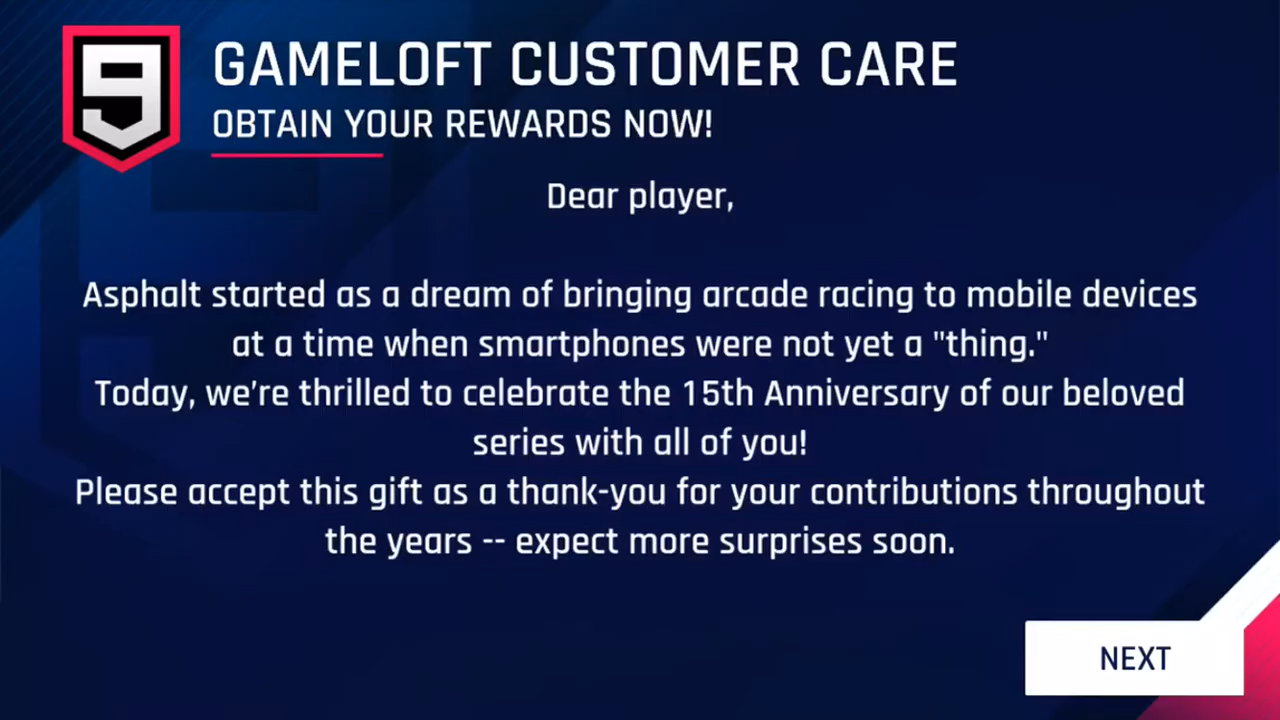 9
GAMELOFT CUSTOMER CARE
OBTAIN YOUR REWARDS NOW!
Dear player,
Asphalt started as a dream of bringing arcade racing to mobile devices
at a time when smartphones were not yet a "thing."
Today, we’re thrilled to celebrate the 15th Anniversary of our beloved
series with all of you!
Please accept this gift as a thank-you for your contributions throughout
the years -- expect more surprises soon.
NEXT